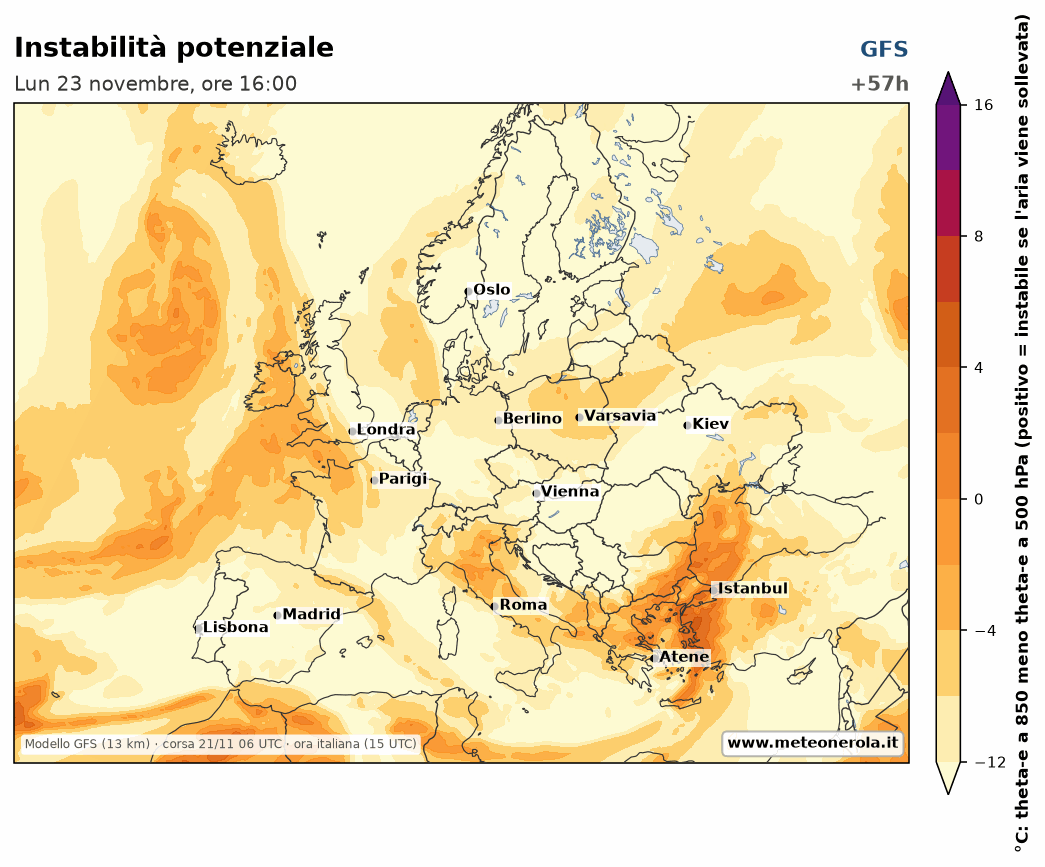 Instabilità potenziale
GFS
Lun 23 novembre, ore 16:00
+57h
Oslo
Londra
Berlino
Varsavia
Kiev
Parigi
Vienna
Istanbul
Roma
Madrid
Lisbona
Atene
Modello GFS (13 km) · corsa 21/11 06 UTC · ora italiana (15 UTC)
www.meteonerola.it
16
8
4
0
−4
−12
°C: theta-e a 850 meno theta-e a 500 hPa (positivo = instabile se l'aria viene sollevata)